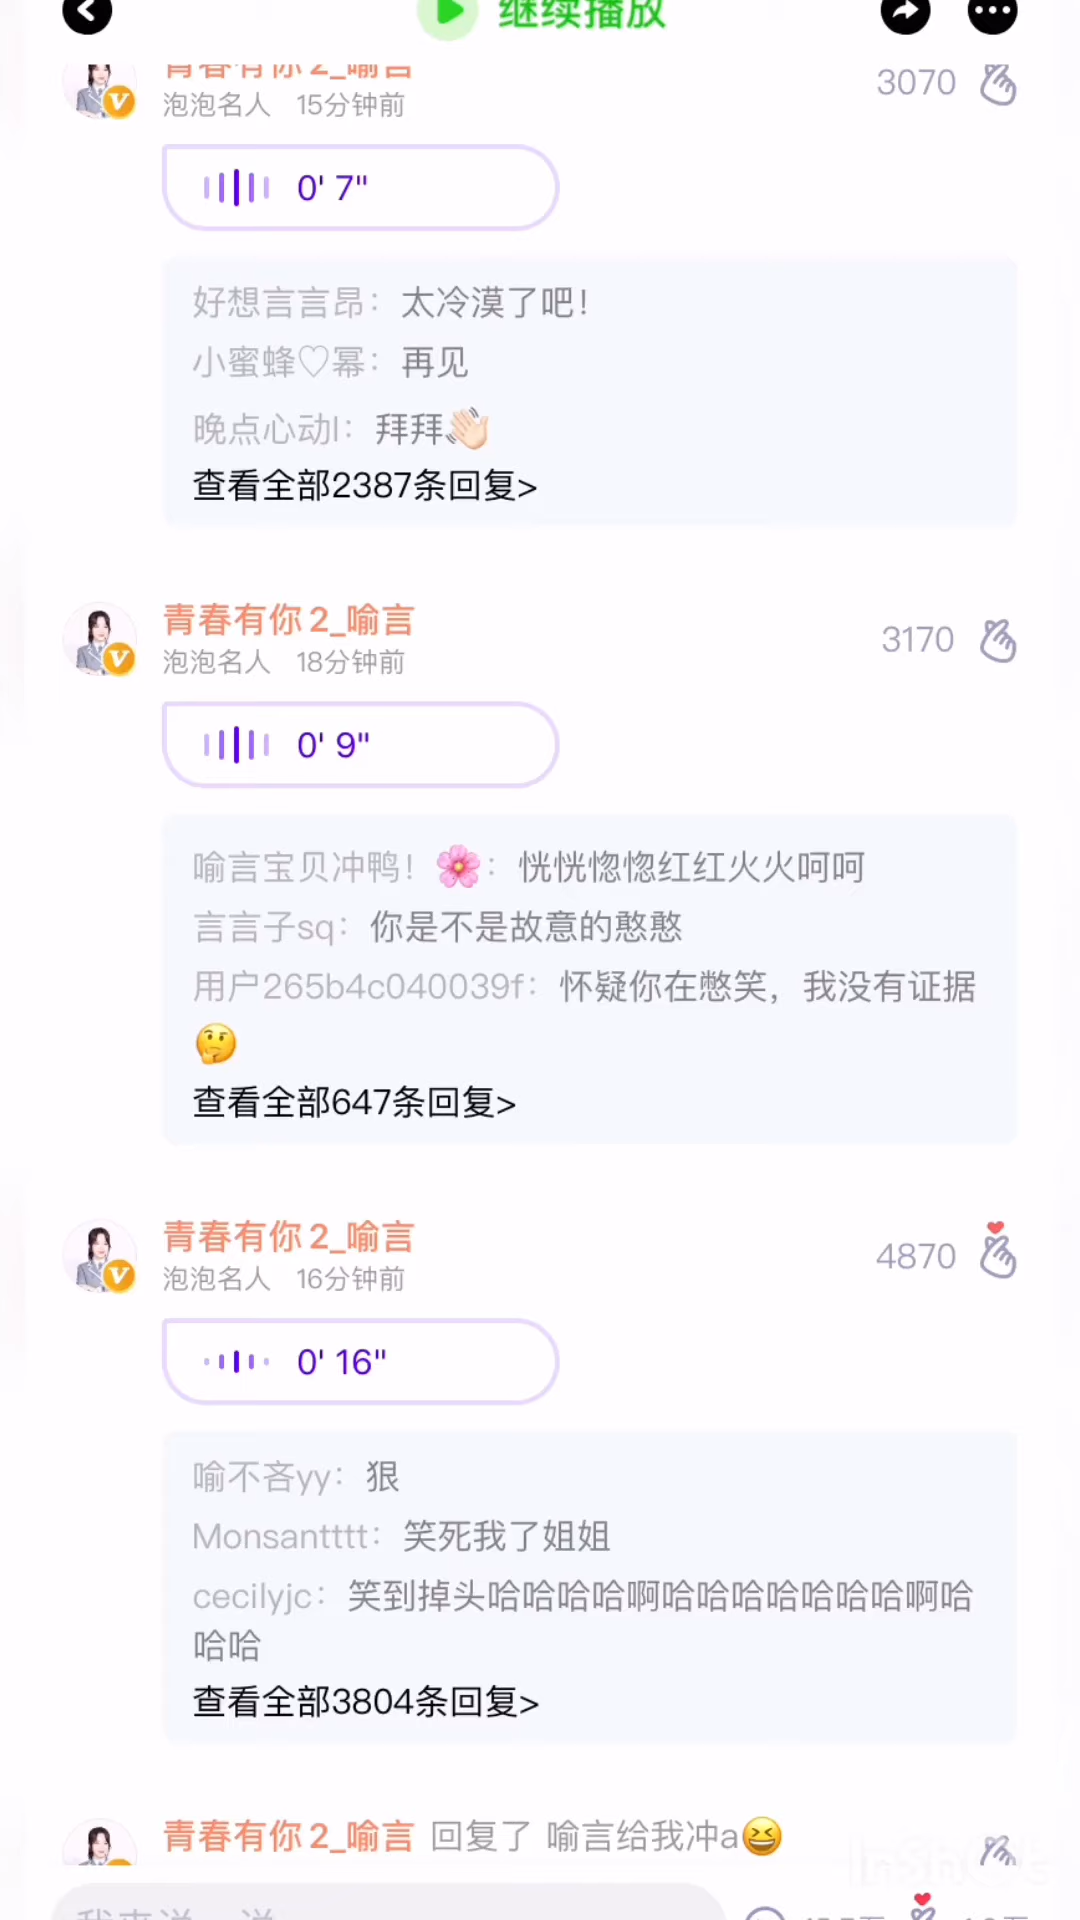 继续播放
青春有你2_喻言
泡泡名人 15分钟前
3070
0' 7"
好想言言昂：太冷漠了吧！
小蜜蜂♡幂：再见
晚点心动l：拜拜👋🏻
查看全部2387条回复>
青春有你2_喻言
泡泡名人 18分钟前
3170
0' 9"
喻言宝贝冲鸭！🌸：恍恍惚惚红红火火呵呵
言言子sq：你是不是故意的憨憨
用户265b4c040039f：怀疑你在憋笑，我没有证据
🤔
查看全部647条回复>
青春有你2_喻言
泡泡名人 16分钟前
4870
0' 16"
喻不吝yy：狠
Monsantttt：笑死我了姐姐
cecilyjc：笑到掉头哈哈哈哈啊哈哈哈哈哈哈哈啊哈
哈哈
查看全部3804条回复>
青春有你2_喻言 回复了 喻言给我冲a😆